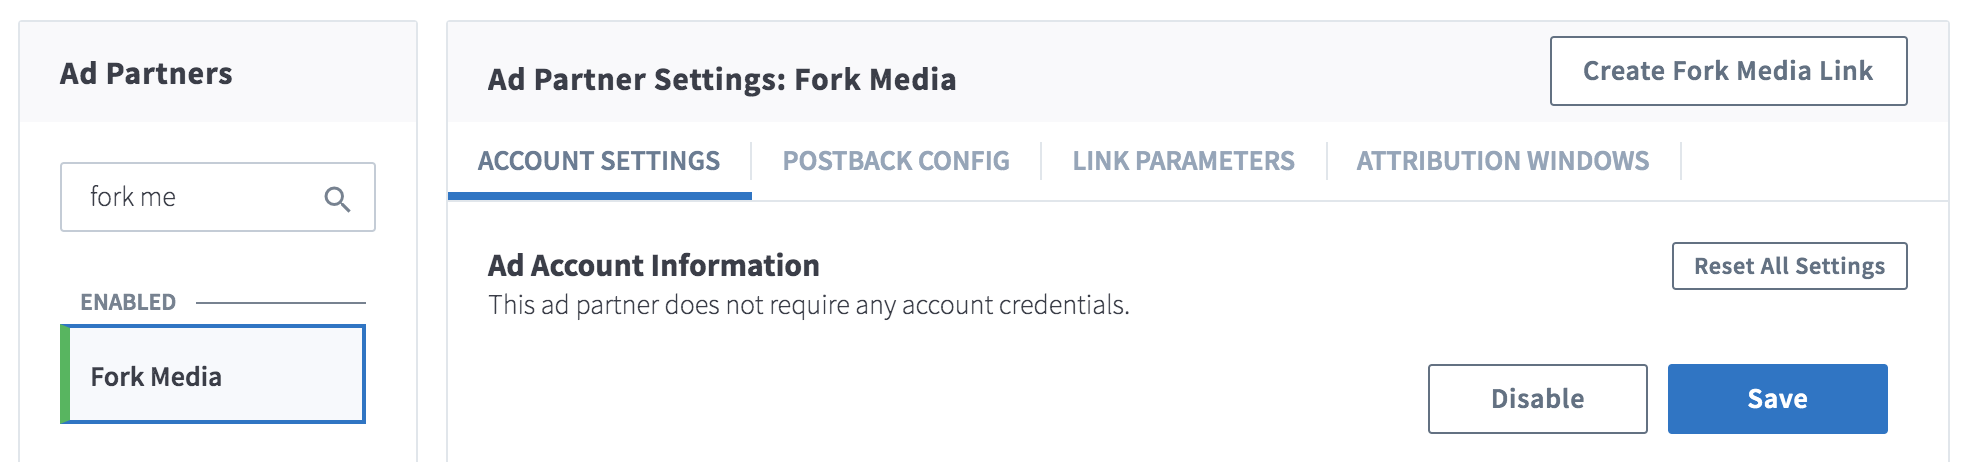 Ad Partners
fork me
ENABLED
Fork Media
Ad Partner Settings: Fork Media
Create Fork Media Link
ACCOUNT SETTINGS
POSTBACK CONFIG
LINK PARAMETERS
ATTRIBUTION WINDOWS
Ad Account Information
Reset All Settings
This ad partner does not require any account credentials.
Disable
Save